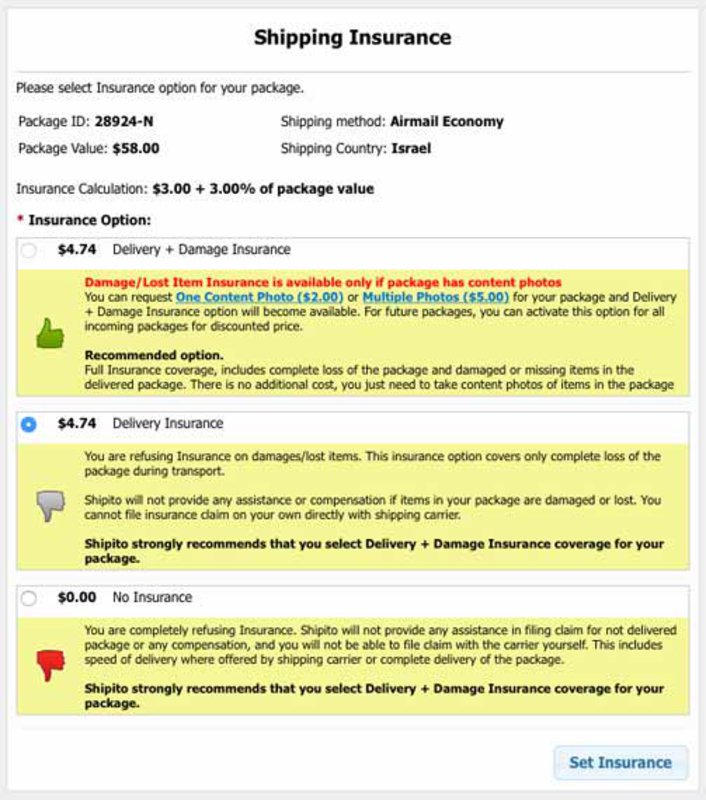 Shipping Insurance
Please select Insurance option for your package.
Package ID: 28924-N Shipping method: Airmail Economy
Package Value: $58.00 Shipping Country: Israel
Insurance Calculation: $3.00 + 3.00% of package value
* Insurance Option:
$4.74 Delivery + Damage Insurance
Damage/Lost Item Insurance is available only if package has content photos
You can request One Content Photo ($2.00) or Multiple Photos ($5.00) for your package and Delivery
+ Damage Insurance option will become available. For future packages, you can activate this option for all
incoming packages for discounted price.
Recommended option.
Full Insurance coverage, includes complete loss of the package and damaged or missing items in the
delivered package. There is no additional cost, you just need to take content photos of items in the package
$4.74 Delivery Insurance
You are refusing Insurance on damages/lost items. This insurance option covers only complete loss of the
package during transport.
Shipito will not provide any assistance or compensation if items in your package are damaged or lost. You
cannot file insurance claim on your own directly with shipping carrier.
Shipito strongly recommends that you select Delivery + Damage Insurance coverage for your
package.
$0.00 No Insurance
You are completely refusing Insurance. Shipito will not provide any assistance in filing claim for not delivered
package or any compensation, and you will not be able to file claim with the carrier yourself. This includes
speed of delivery where offered by shipping carrier or complete delivery of the package.
Shipito strongly recommends that you select Delivery + Damage Insurance coverage for your
package.
Set Insurance